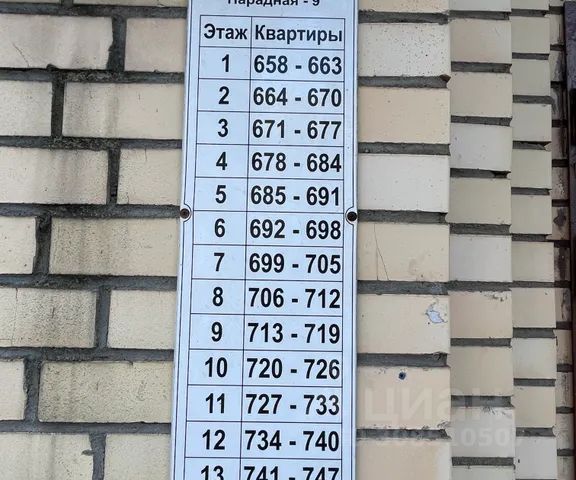 Парадная - 9
Этаж Квартиры
1 658 - 663
2 664 - 670
3 671 - 677
4 678 - 684
5 685 - 691
6 692 - 698
7 699 - 705
8 706 - 712
9 713 - 719
10 720 - 726
11 727 - 733
12 734 - 740
13 741 - 747
циан